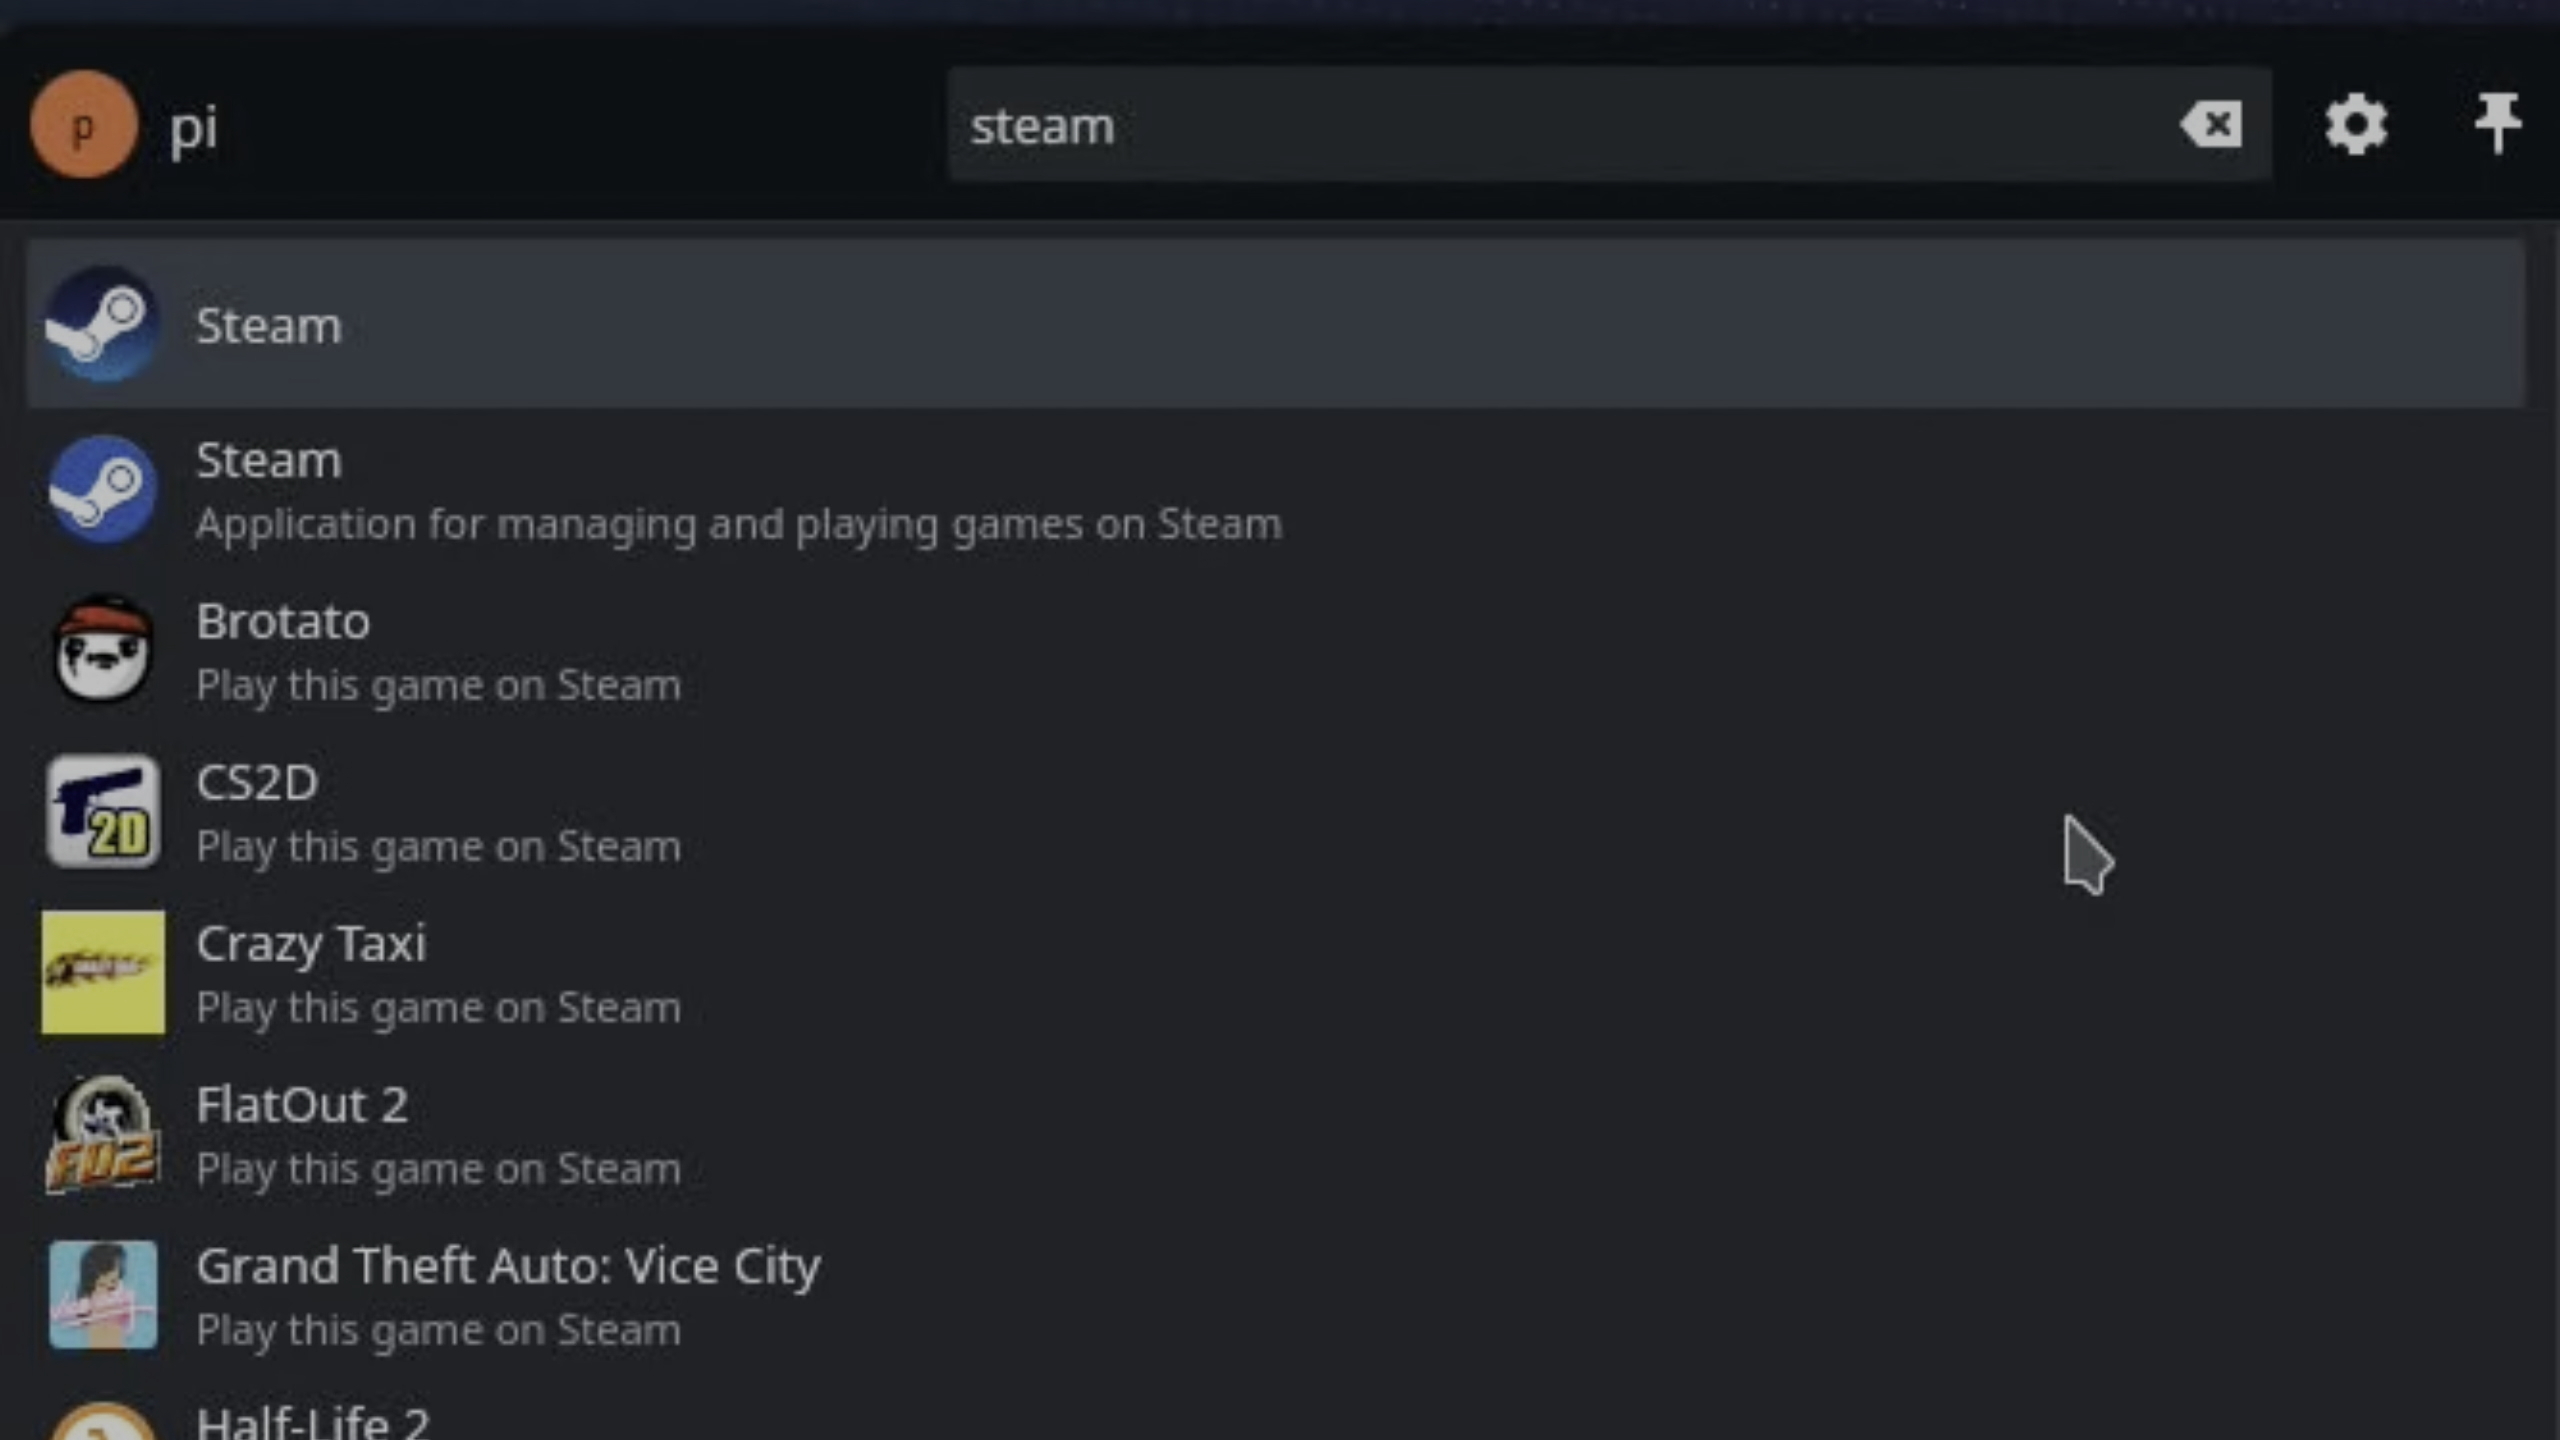 p
pi
steam
Steam
Steam
Application for managing and playing games on Steam
Brotato
Play this game on Steam
2D
CS2D
Play this game on Steam
Crazy Taxi
Play this game on Steam
FO2
FlatOut 2
Play this game on Steam
Grand Theft Auto: Vice City
Play this game on Steam
Half-Life 2